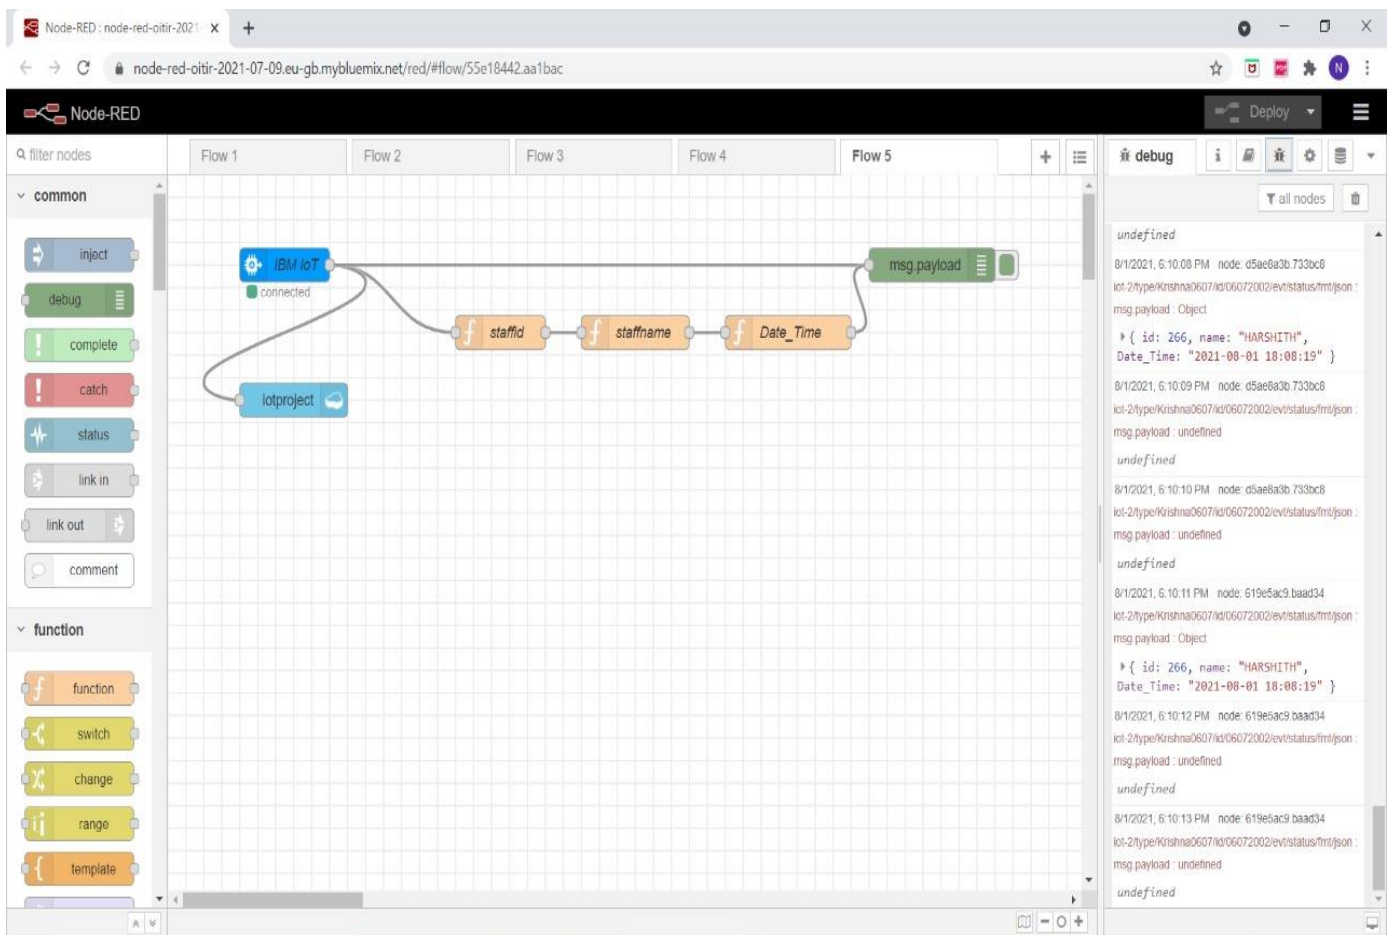 Node-RED : node-red-oitir-2021
node-red-oitir-2021-07-09.eu-gb.mybluemix.net/red/#flow/55e18442.aa1bac
N
Node-RED
Deploy
filter nodes
common
inject
debug
complete
catch
status
link in
link out
comment
function
function
switch
change
range
template
Flow 1
Flow 2
Flow 3
Flow 4
Flow 5
IBM IoT
connected
msg.payload
staffid
staffname
Date_Time
iotproject
debug
all nodes
undefined
8/1/2021, 6:10:08 PM node: d5ae8a3b.733bc8
iot-2/type/Krishna0607/id/06072002/evt/status/fmt/json :
msg.payload : Object
{ id: 266, name: "HARSHITH",
Date_Time: "2021-08-01 18:08:19" }
8/1/2021, 6:10:09 PM node: d5ae8a3b.733bc8
iot-2/type/Krishna0607/id/06072002/evt/status/fmt/json :
msg.payload : undefined
undefined
8/1/2021, 6:10:10 PM node: d5ae8a3b.733bc8
iot-2/type/Krishna0607/id/06072002/evt/status/fmt/json :
msg.payload : undefined
undefined
8/1/2021, 6:10:11 PM node: 619e5ac9.baad34
iot-2/type/Krishna0607/id/06072002/evt/status/fmt/json :
msg.payload : Object
{ id: 266, name: "HARSHITH",
Date_Time: "2021-08-01 18:08:19" }
8/1/2021, 6:10:12 PM node: 619e5ac9.baad34
iot-2/type/Krishna0607/id/06072002/evt/status/fmt/json :
msg.payload : undefined
undefined
8/1/2021, 6:10:13 PM node: 619e5ac9.baad34
iot-2/type/Krishna0607/id/06072002/evt/status/fmt/json :
msg.payload : undefined
undefined